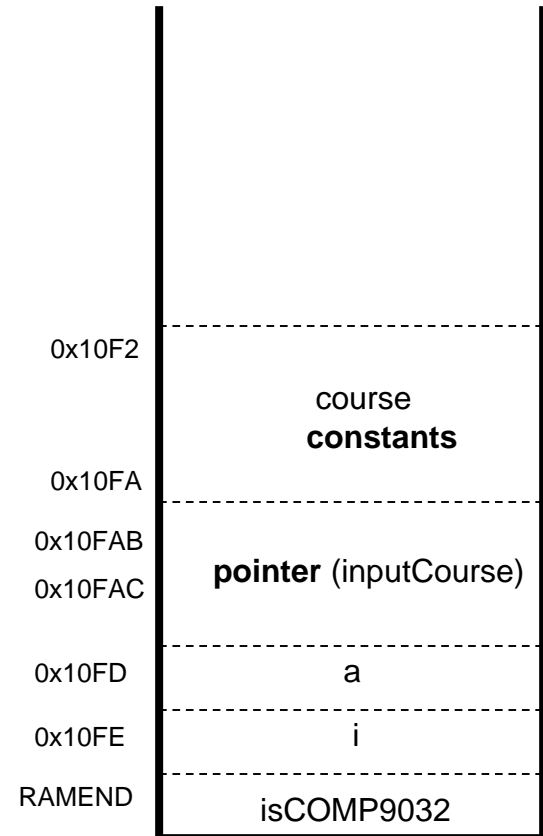 0x10F2
course
constants
0x10FA
0x10FAB
pointer (inputCourse)
0x10FAC
0x10FD a
0x10FE i
RAMEND isCOMP9032